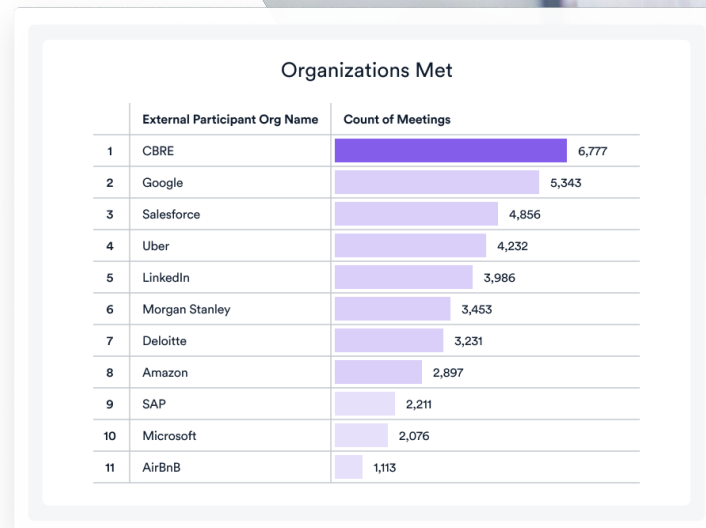 Organizations Met
External Participant Org Name Count of Meetings
1 CBRE 6,777
2 Google 5,343
3 Salesforce 4,856
4 Uber 4,232
5 LinkedIn 3,986
6 Morgan Stanley 3,453
7 Deloitte 3,231
8 Amazon 2,897
9 SAP 2,211
10 Microsoft 2,076
11 AirBnB 1,113